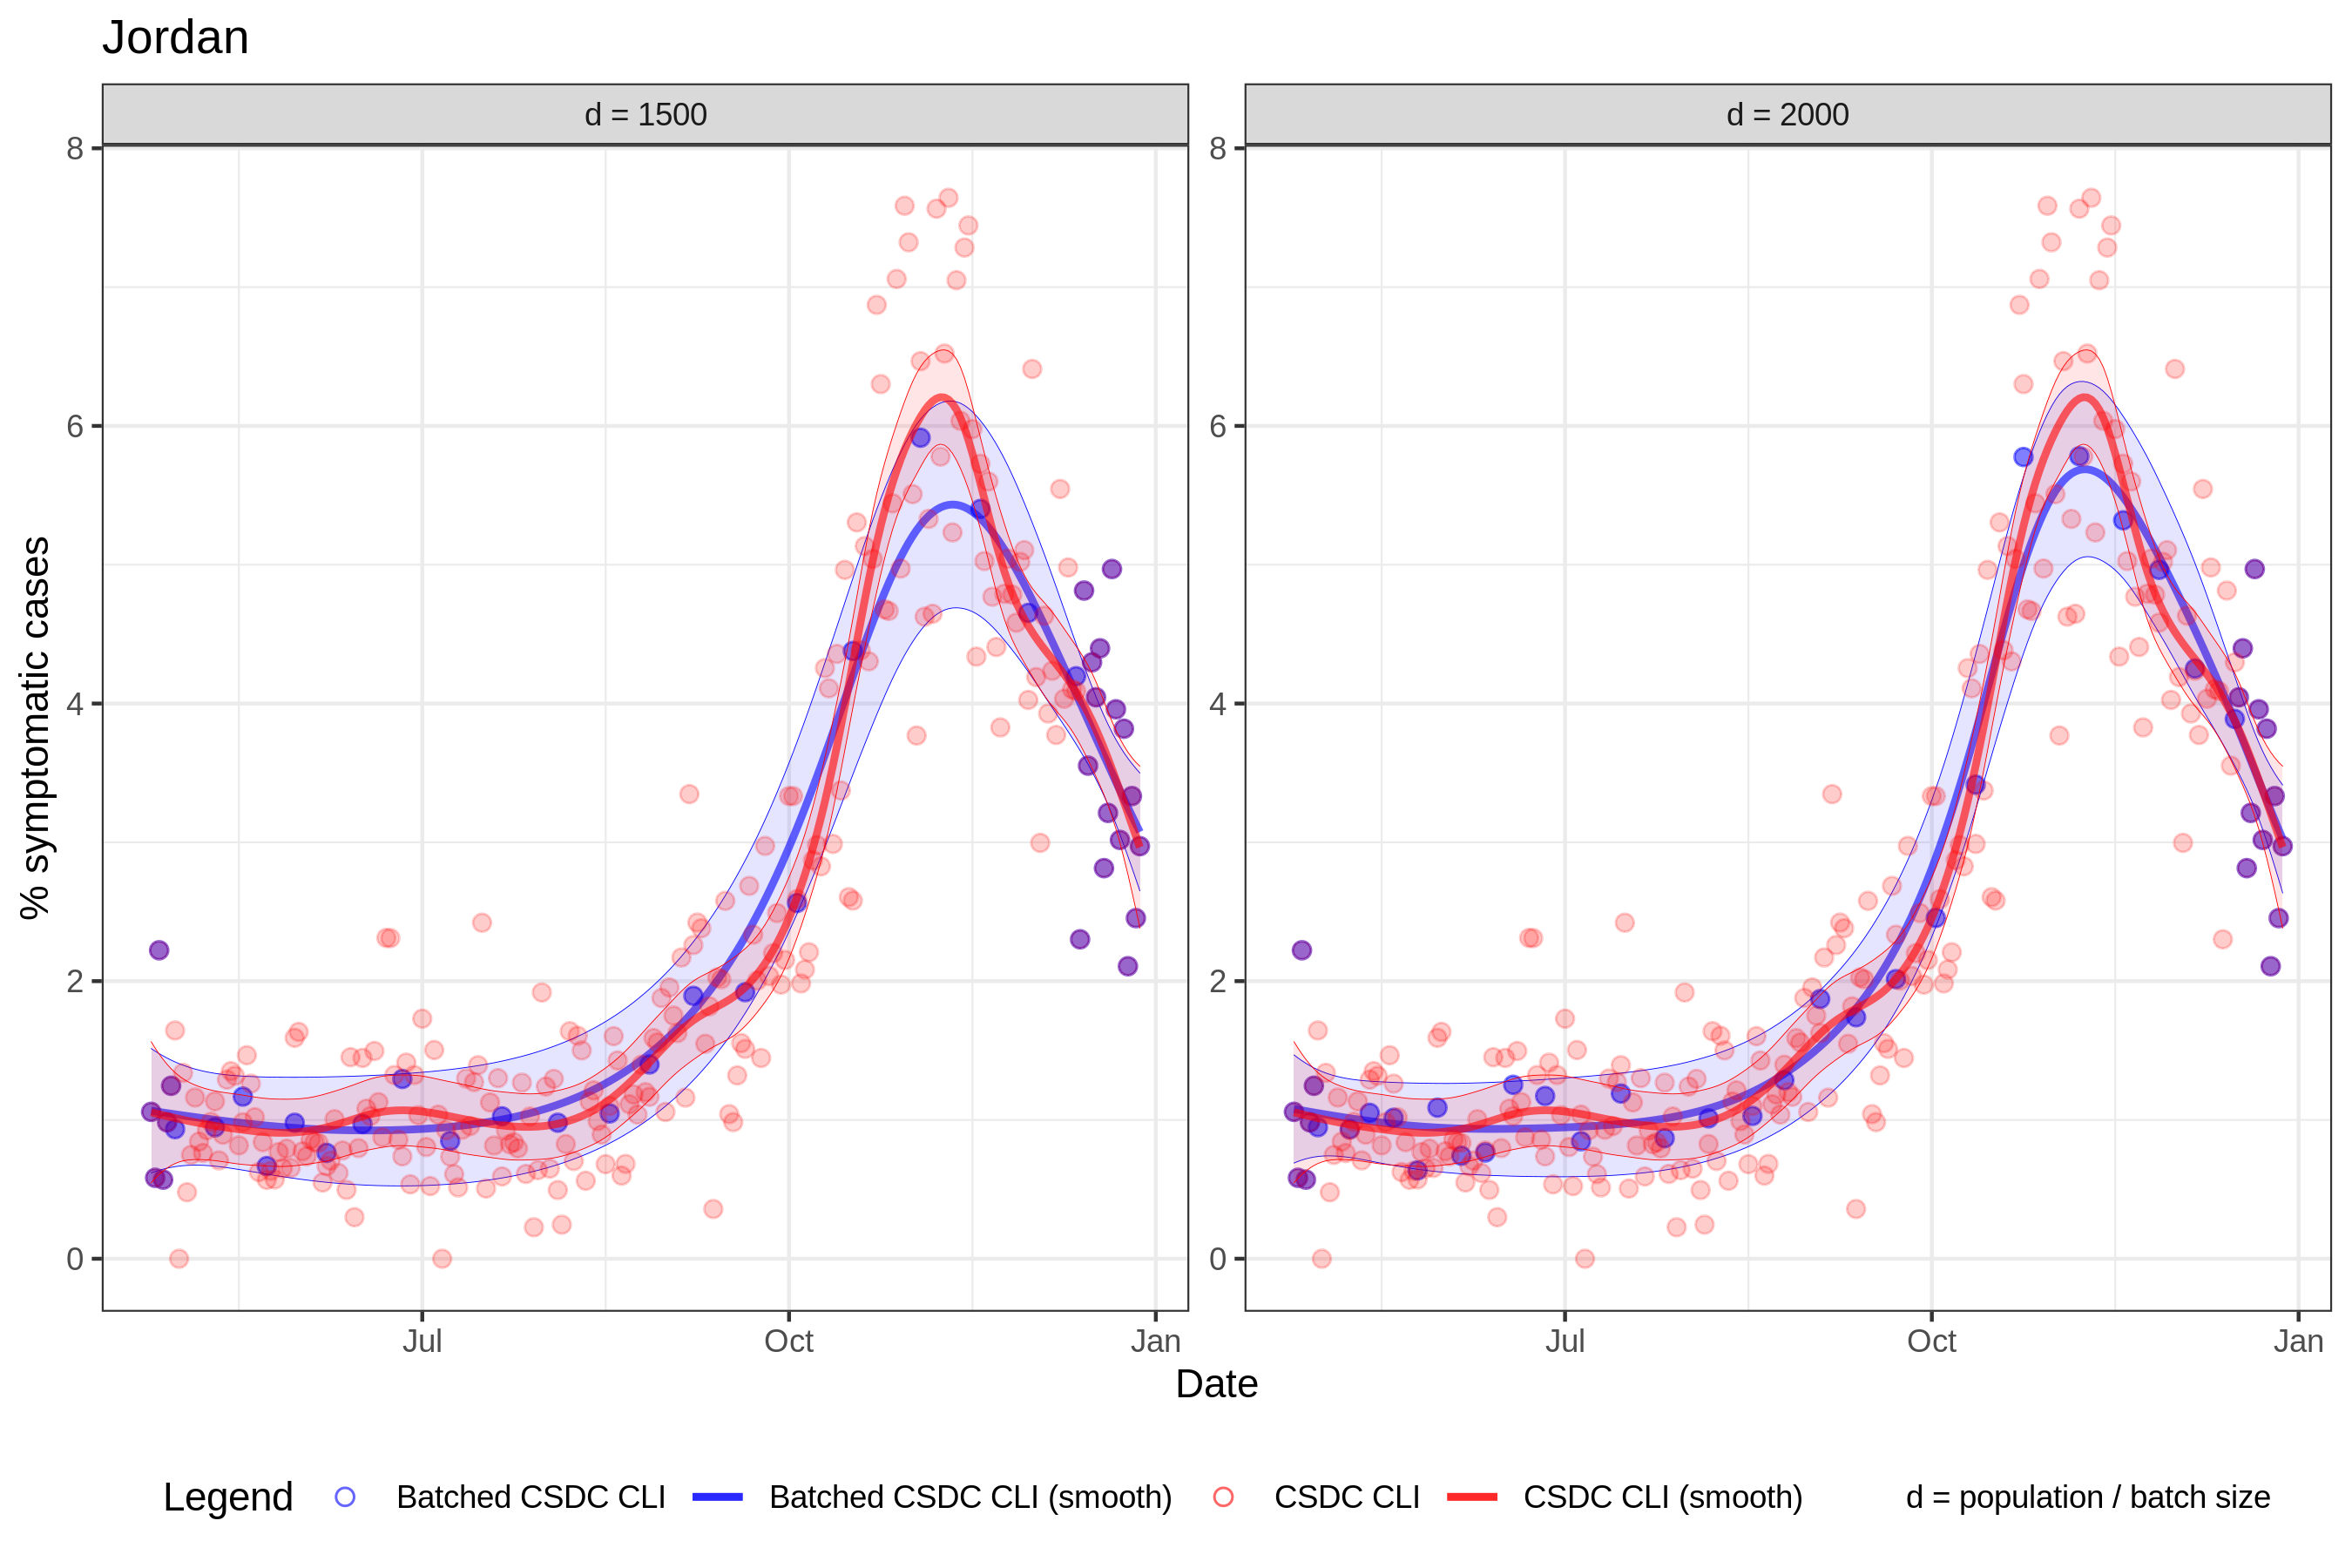 Jordan
d = 1500
d = 2000
8
6
4
2
0
8
6
4
2
0
% symptomatic cases
Jul
Oct
Jan
Jul
Oct
Jan
Date
Legend
Batched CSDC CLI
Batched CSDC CLI (smooth)
CSDC CLI
CSDC CLI (smooth)
d = population / batch size